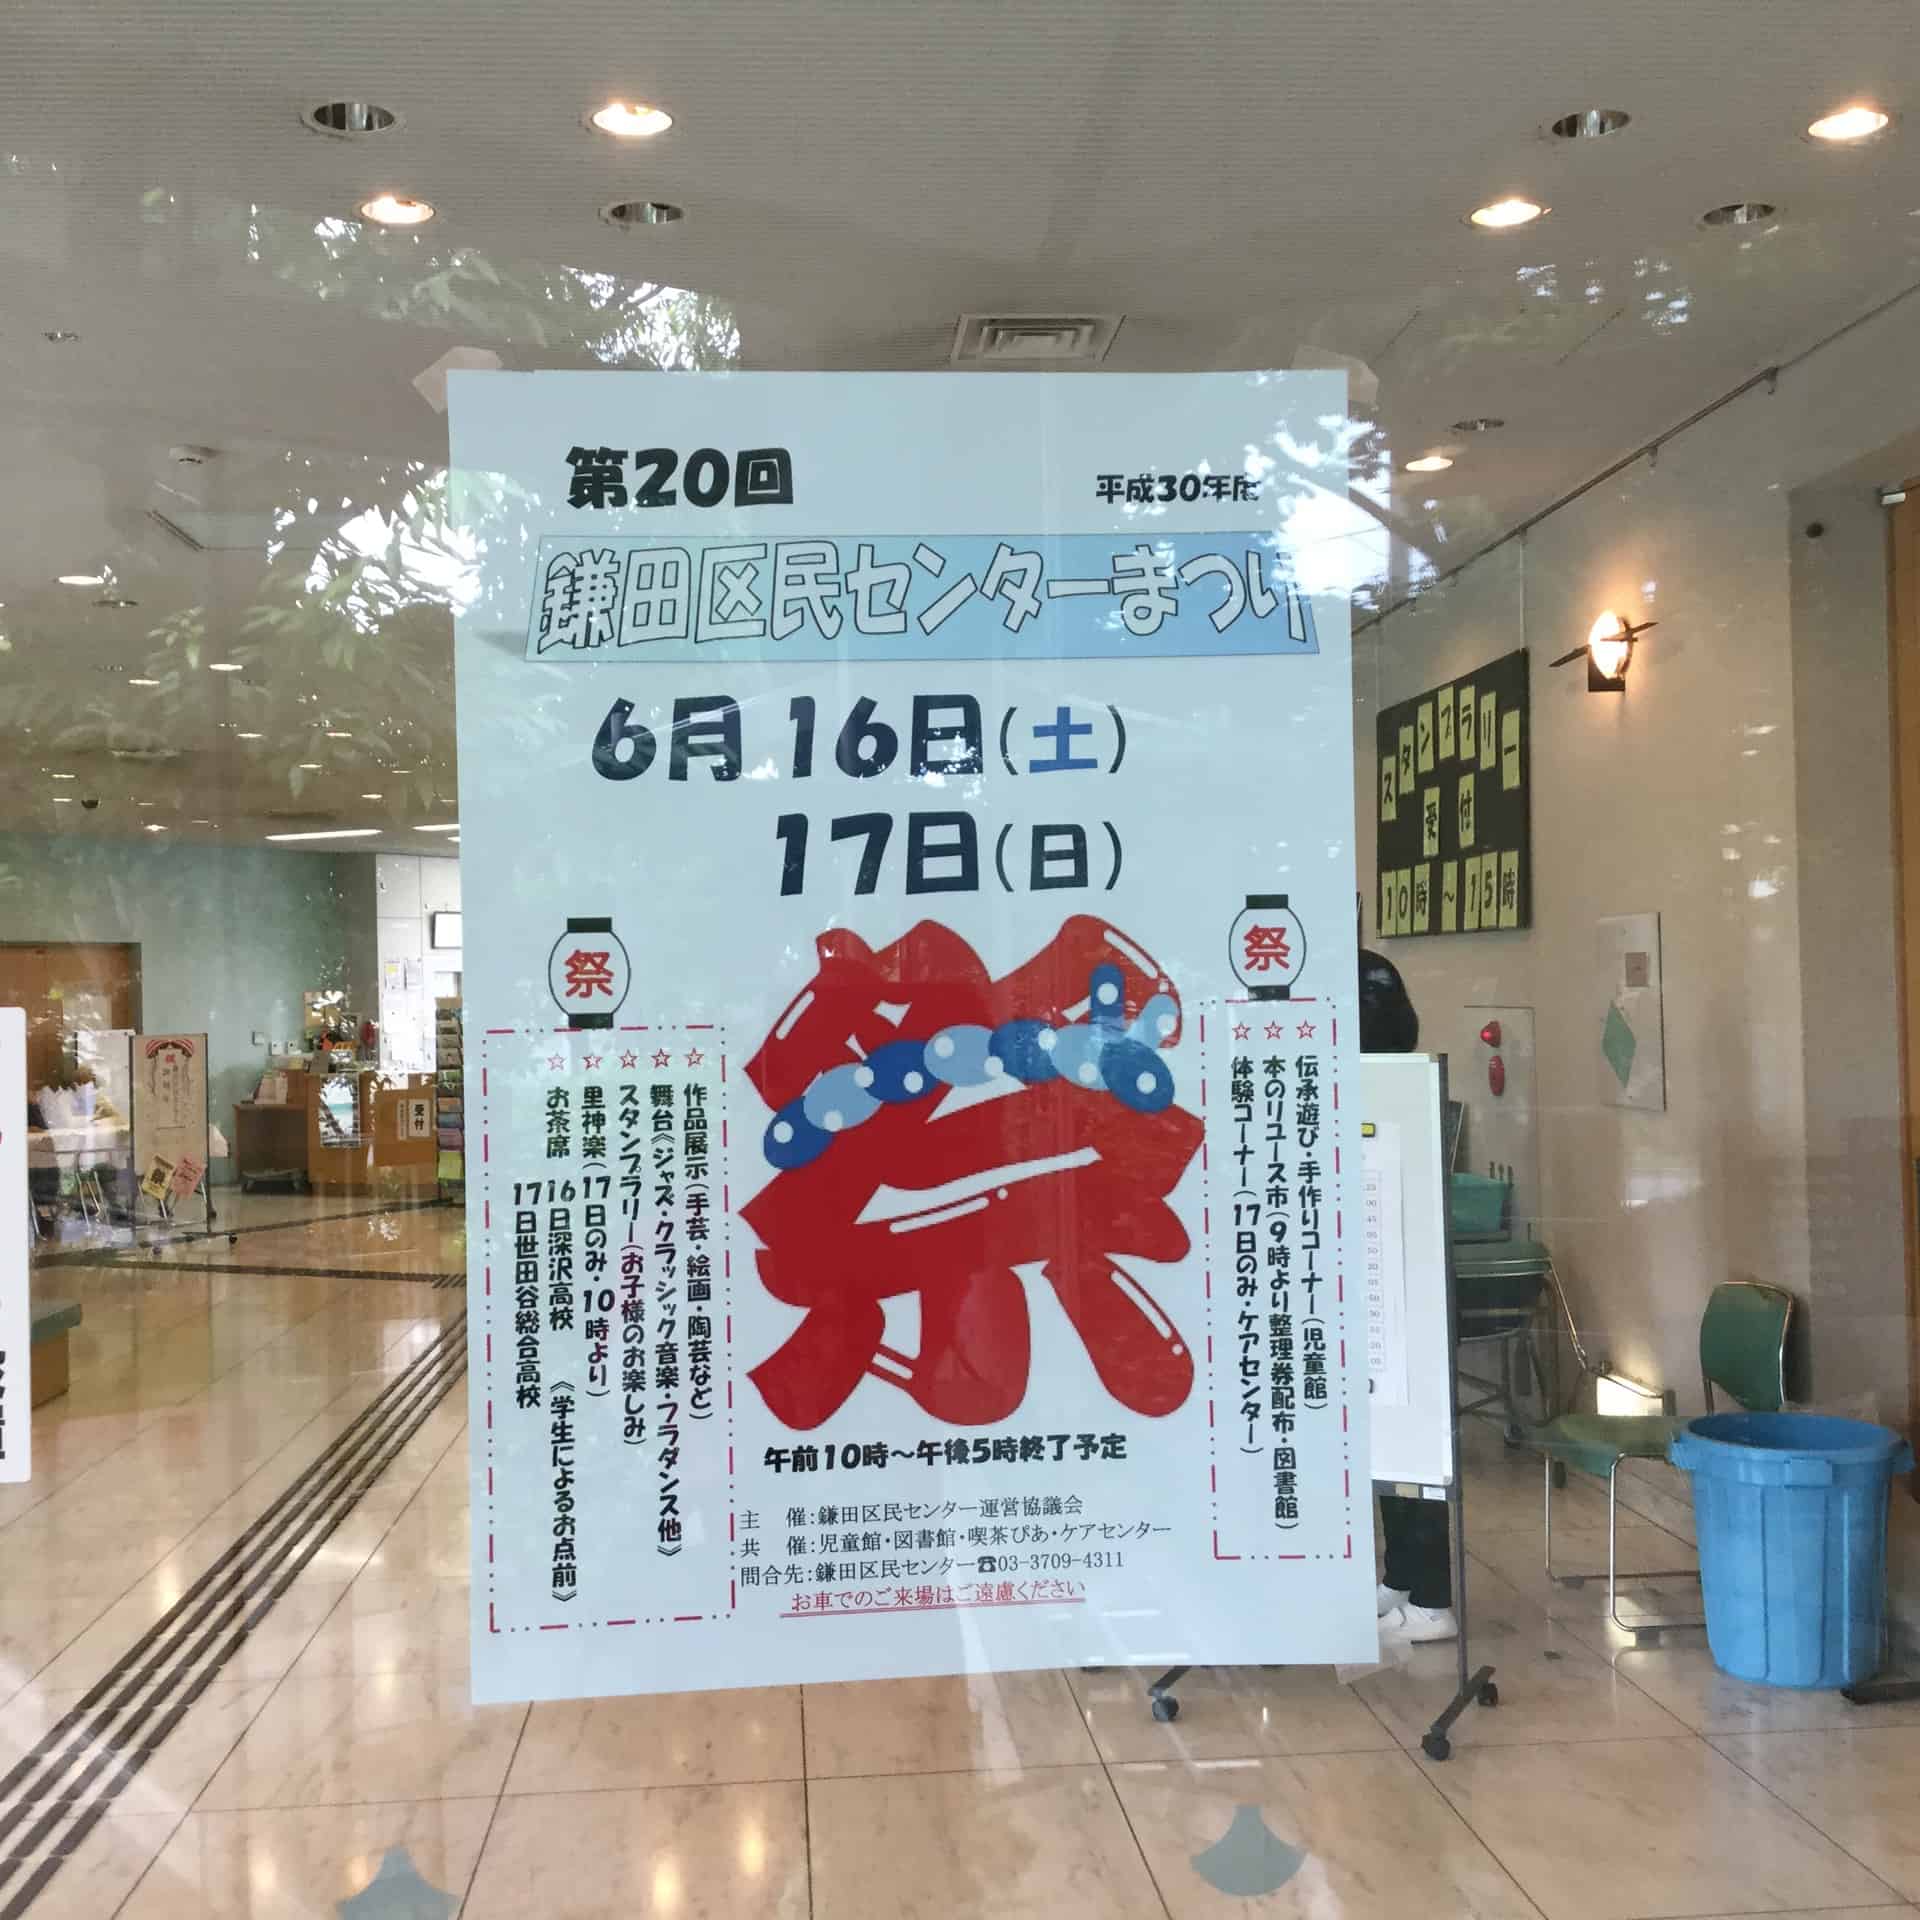 第20回
平成30年度
鎌田区民センターまつり
6月16日(土)
17日(日)
祭
祭
祭
☆伝承遊び・手作りコーナー(児童館)
☆本のリユース市(9時より整理券配布・図書館)
☆体験コーナー(17日のみ・ケアセンター)
☆作品展示(手芸・絵画・陶芸など)
☆舞台《ジャズ・クラッシック音楽・フラダンス他》
☆スタンプラリー(お子様のお楽しみ)
☆里神楽(17日のみ・10時より)
☆お茶席 16日深沢高校 《学生によるお点前》
17日世田谷総合高校
午前10時~午後5時終了予定
主 催:鎌田区民センター運営協議会
共 催:児童館・図書館・喫茶ぴあ・ケアセンター
問合先:鎌田区民センター☎03-3709-4311
お車でのご来場はご遠慮ください
スタンプラリー
受付
10時~15時
受付